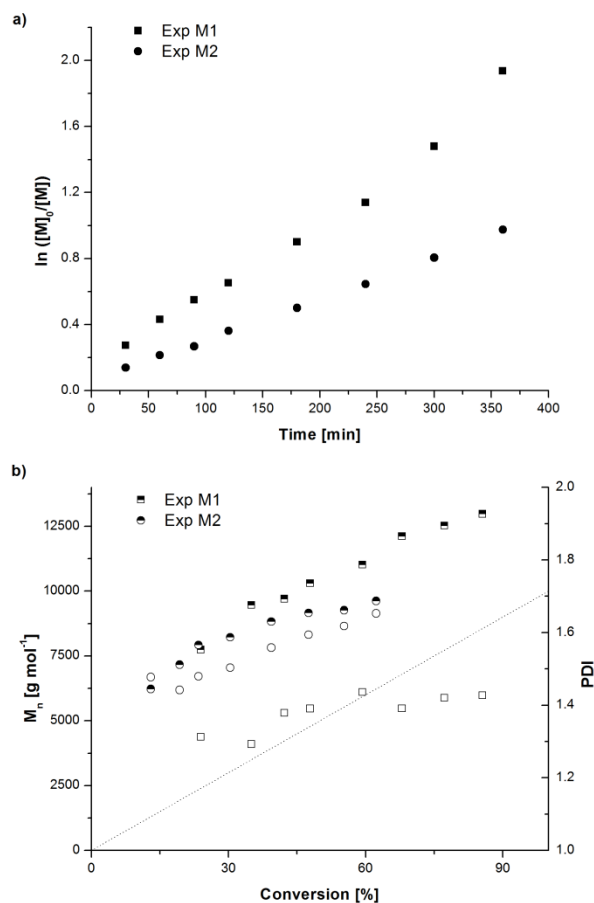 a)
Exp M1
Exp M2
2.0
1.6
1.2
0.8
0.4
0.0
ln ([M]₀/[M])
0 50 100 150 200 250 300 350 400
Time [min]
b)
Exp M1
Exp M2
12500
10000
7500
5000
2500
0
Mₙ [g mol⁻¹]
2.0
1.8
1.6
1.4
1.2
1.0
PDI
0 30 60 90
Conversion [%]